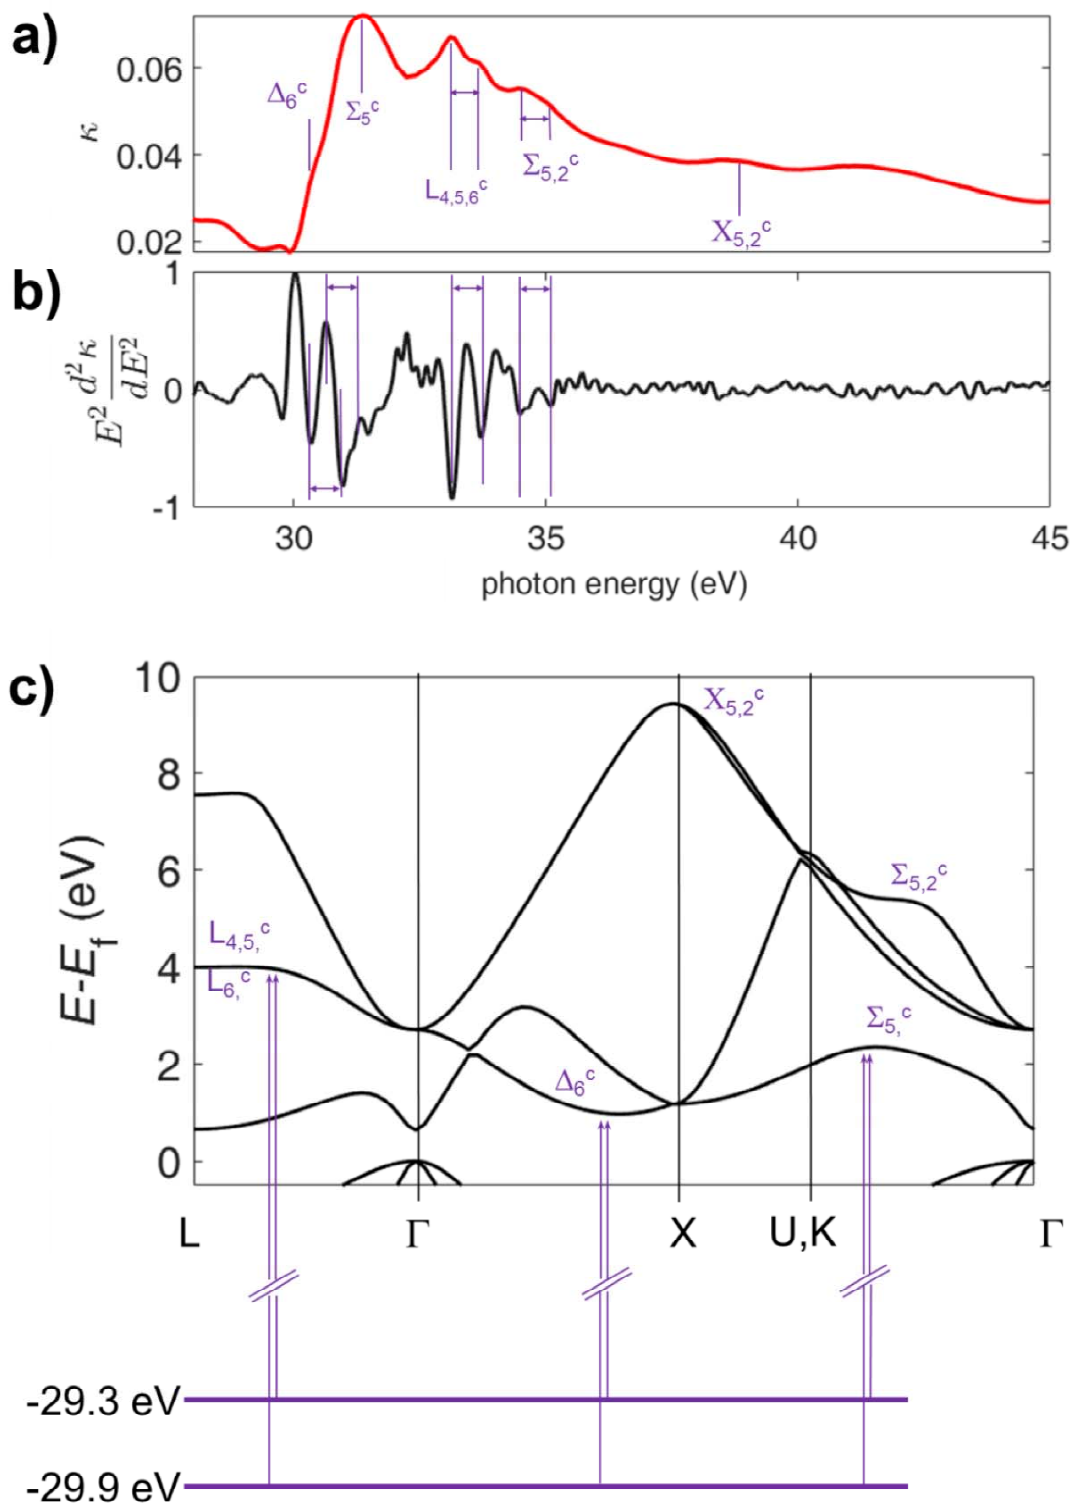 a)
0.06
0.04
0.02
κ
Δ₆ᶜ
Σ₅ᶜ
L₄,₅,₆ᶜ
Σ₅,₂ᶜ
X₅,₂ᶜ
b)
1
0
-1
E² d²κ/dE²
30 35 40 45
photon energy (eV)
c)
10
8
6
4
2
0
E-E_f (eV)
X₅,₂ᶜ
Σ₅,₂ᶜ
L₄,₅,ᶜ
L₆,ᶜ
Σ₅,ᶜ
Δ₆ᶜ
L Γ X U,K Γ
-29.3 eV
-29.9 eV